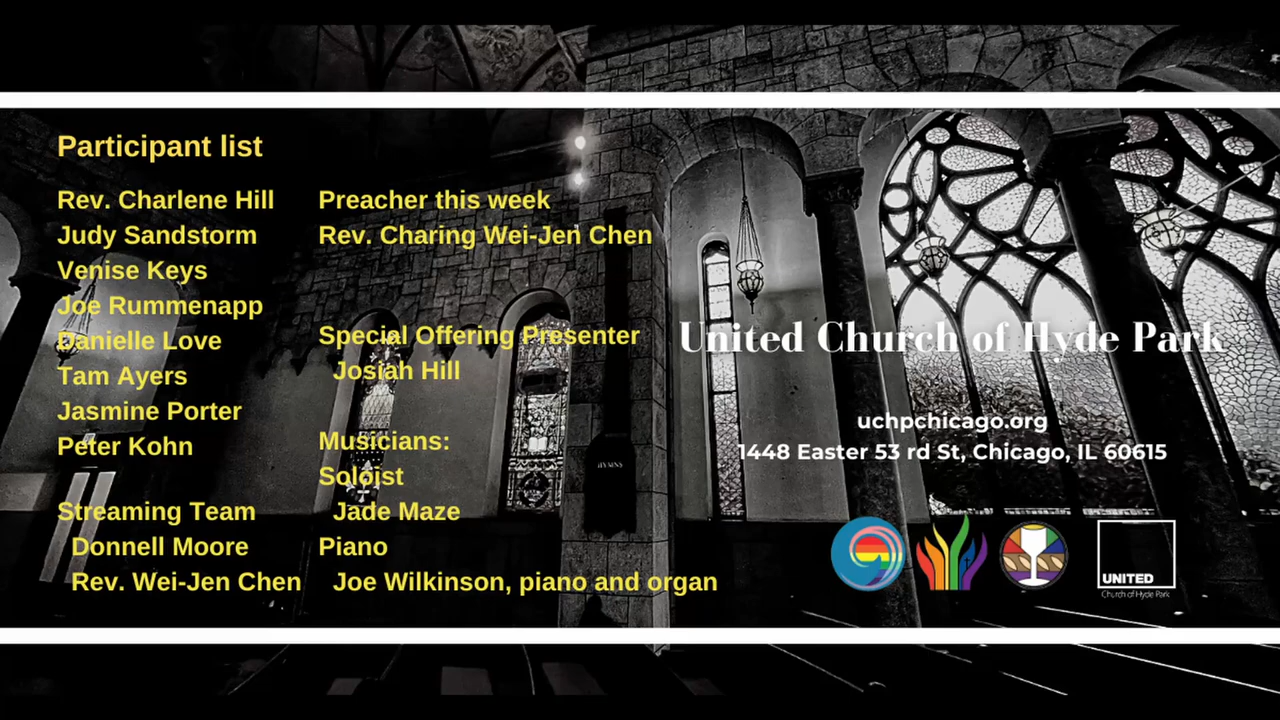 Participant list
Rev. Charlene Hill
Judy Sandstorm
Venise Keys
Joe Rummenapp
Danielle Love
Tam Ayers
Jasmine Porter
Peter Kohn
Streaming Team
Donnell Moore
Rev. Wei-Jen Chen
Preacher this week
Rev. Charing Wei-Jen Chen
Special Offering Presenter
Josiah Hill
Musicians:
Soloist
Jade Maze
Piano
Joe Wilkinson, piano and organ
HYMNS
United Church of Hyde Park
uchpchicago.org
1448 Easter 53 rd St, Chicago, IL 60615
UNITED
Church of Hyde Park